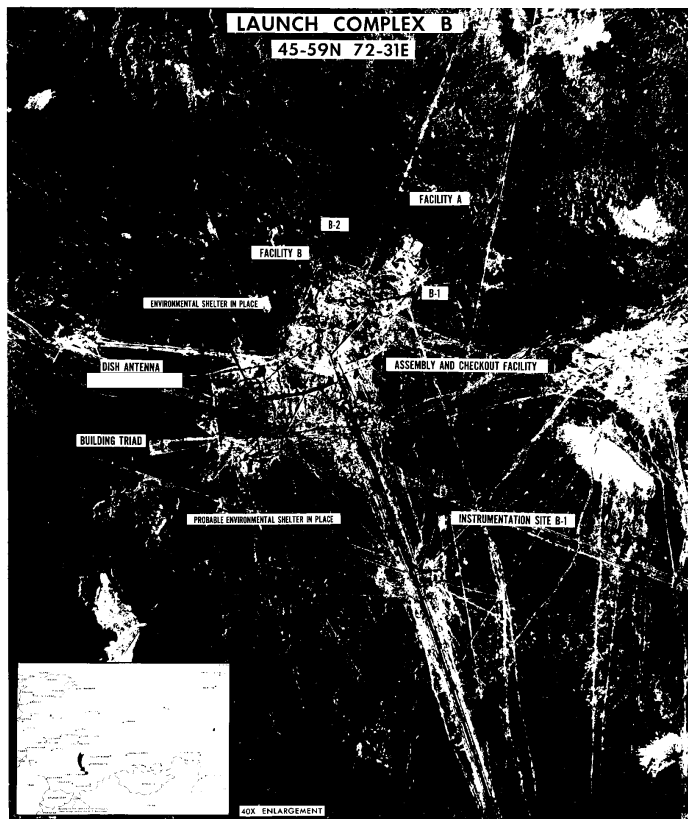 LAUNCH COMPLEX B
45-59N 72-31E
FACILITY A
B-2
FACILITY B
B-1
ENVIRONMENTAL SHELTER IN PLACE
DISH ANTENNA
ASSEMBLY AND CHECKOUT FACILITY
BUILDING TRIAD
PROBABLE ENVIRONMENTAL SHELTER IN PLACE
INSTRUMENTATION SITE B-1
40X ENLARGEMENT